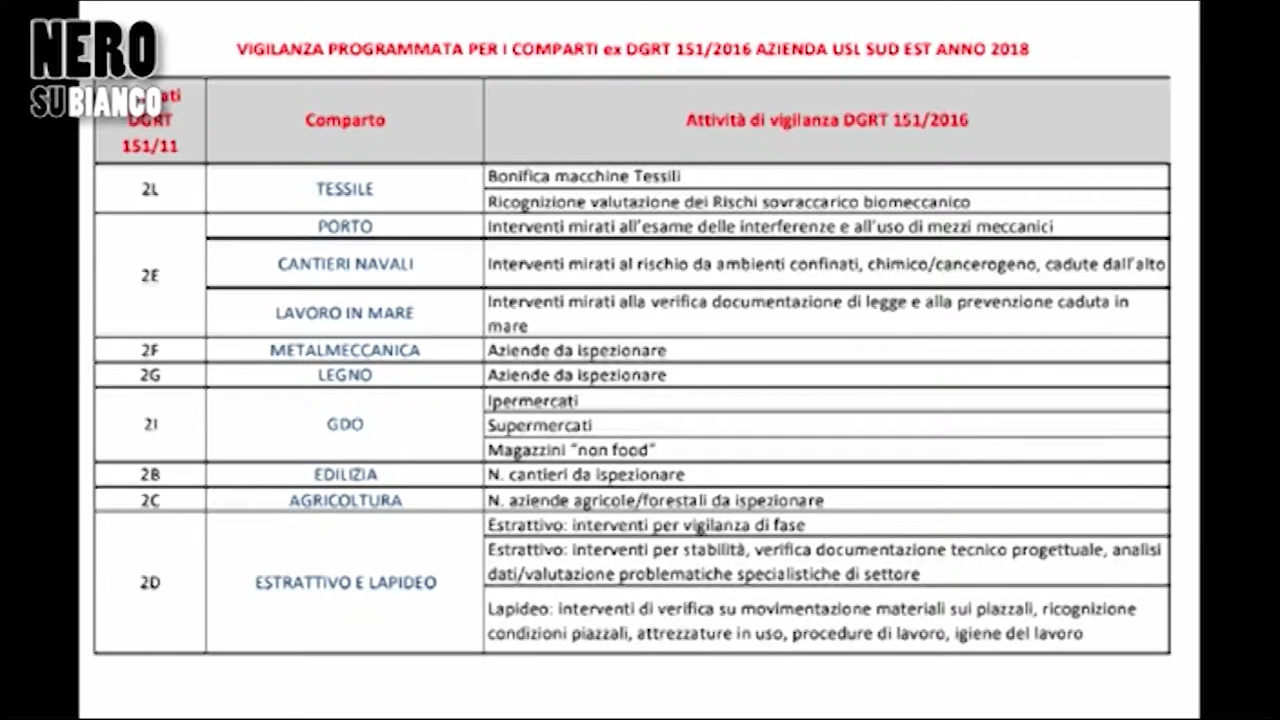 NERO
SU BIANCO
VIGILANZA PROGRAMMATA PER I COMPARTI ex DGRT 151/2016 AZIENDA USL SUD EST ANNO 2018
DGRT
151/11
Comparto
Attività di vigilanza DGRT 151/2016
2L
TESSILE
Bonifica macchine Tessili
Ricognizione valutazione dei Rischi sovraccarico biomeccanico
2E
PORTO
Interventi mirati all'esame delle interferenze e all'uso di mezzi meccanici
CANTIERI NAVALI
Interventi mirati al rischio da ambienti confinati, chimico/cancerogeno, cadute dall'alto
LAVORO IN MARE
Interventi mirati alla verifica documentazione di legge e alla prevenzione caduta in
mare
2F
METALMECCANICA
Aziende da ispezionare
2G
LEGNO
Aziende da ispezionare
2I
GDO
Ipermercati
Supermercati
Magazzini "non food"
2B
EDILIZIA
N. cantieri da ispezionare
2C
AGRICOLTURA
N. aziende agricole/forestali da ispezionare
2D
ESTRATTIVO E LAPIDEO
Estrattivo: interventi per vigilanza di fase
Estrattivo: interventi per stabilità, verifica documentazione tecnico progettuale, analisi
dati/valutazione problematiche specialistiche di settore
Lapideo: interventi di verifica su movimentazione materiali sui piazzali, ricognizione
condizioni piazzali, attrezzature in uso, procedure di lavoro, igiene del lavoro